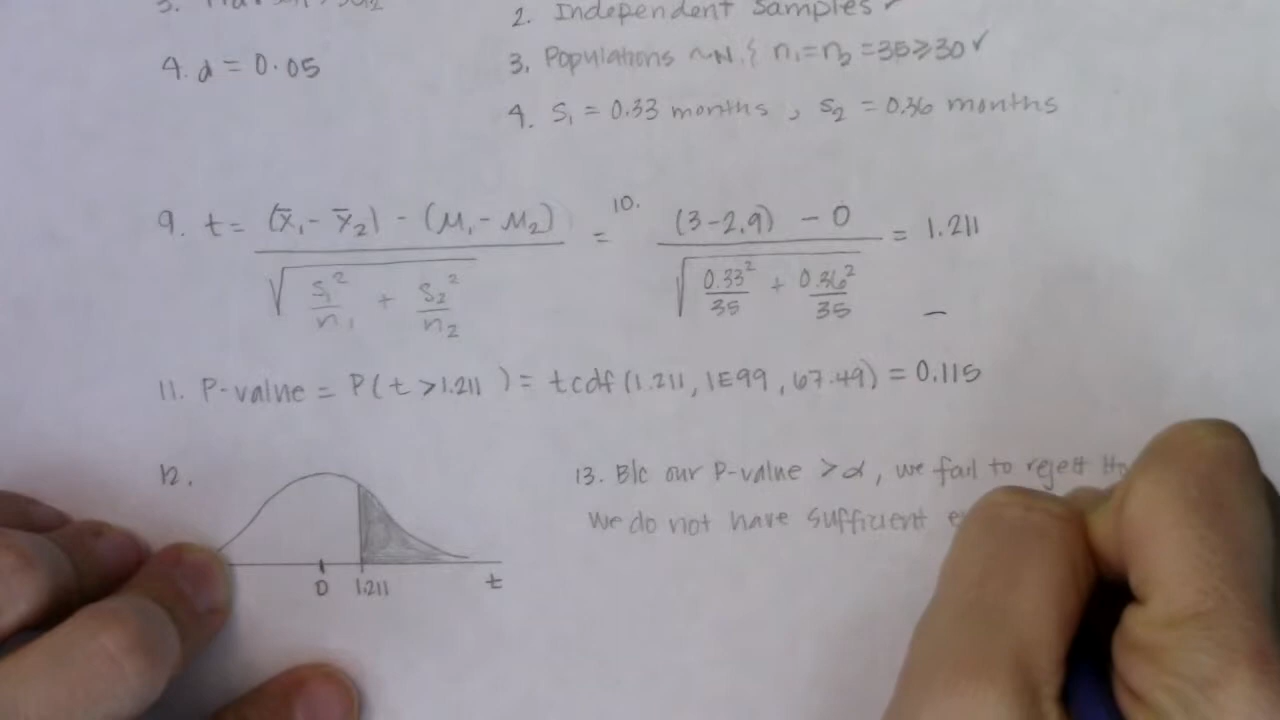 3.
2. Independent Samples ✓
4. α = 0.05
3. Populations ~N. { n₁=n₂ =35≥30 ✓
4. S₁ = 0.33 months , S₂ = 0.36 months
9. t = (x̄₁ - x̄₂) - (μ₁ - μ₂) / √(S₁²/n₁ + S₂²/n₂) = 10. (3-2.9) - 0 / √(0.33²/35 + 0.36²/35) = 1.211
11. P-value = P(t >1.211 ) = tcdf(1.211, 1E99, 67.49) = 0.115
12.
0 1.211 t
13. B/c our P-value > α, we fail to reject H₀
We do not have sufficient